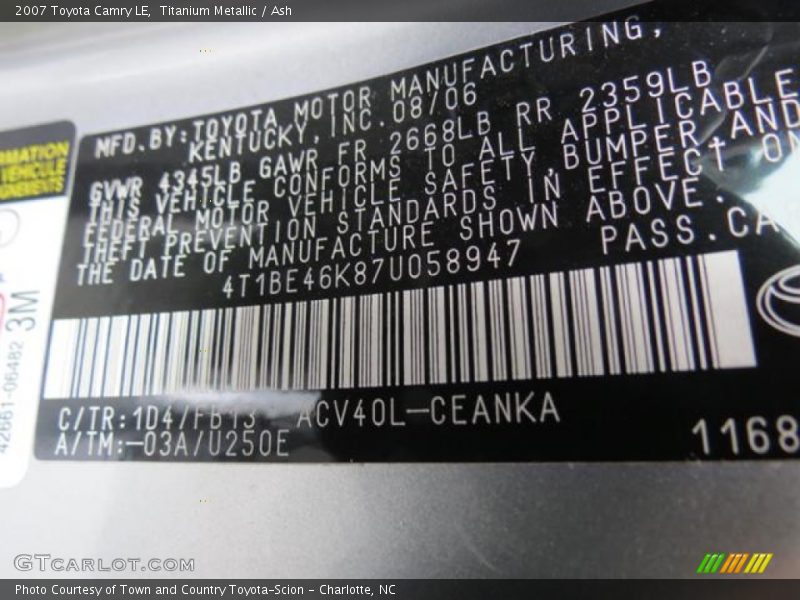 2007 Toyota Camry LE, Titanium Metallic / Ash
MFD.BY:TOYOTA MOTOR MANUFACTURING,
KENTUCKY, INC.08/06
GVWR 4345LB GAWR FR 2668LB RR 2359LB
THIS VEHICLE CONFORMS TO ALL APPLICABLE
FEDERAL MOTOR VEHICLE SAFETY,BUMPER AND
THEFT PREVENTION STANDARDS IN EFFECT ON
THE DATE OF MANUFACTURE SHOWN ABOVE.
4T1BE46K87U058947 PASS.CA
C/TR:1D4/FB13 ACV40L-CEANKA
A/TM:-03A/U250E 1168
42661-06482 3M
GTCARLOT.COM
Photo Courtesy of Town and Country Toyota-Scion - Charlotte, NC